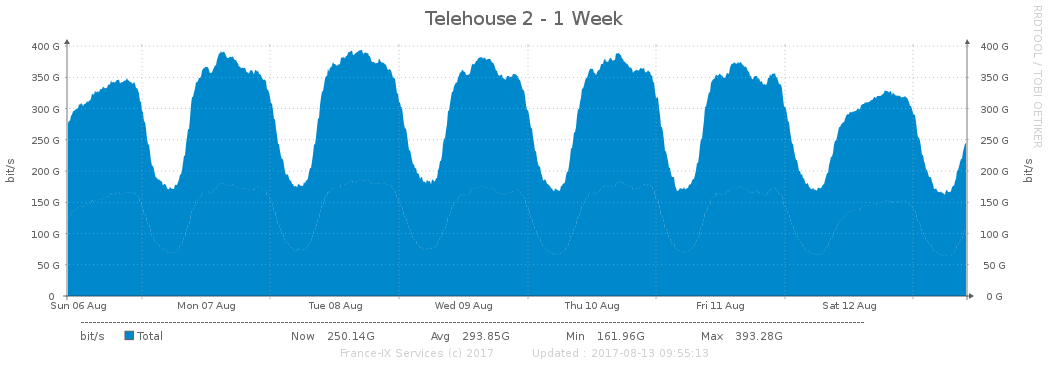 Telehouse 2 - 1 Week
RRDTOOL / TOBI OETIKER
400 G 400 G
350 G 350 G
300 G 300 G
250 G 250 G
200 G 200 G
150 G 150 G
100 G 100 G
50 G 50 G
0 0 G
bit/s bit/s
Sun 06 Aug Mon 07 Aug Tue 08 Aug Wed 09 Aug Thu 10 Aug Fri 11 Aug Sat 12 Aug
bit/s Total Now 250.14G Avg 293.85G Min 161.96G Max 393.28G
France-IX Services (c) 2017 Updated : 2017-08-13 09:55:13